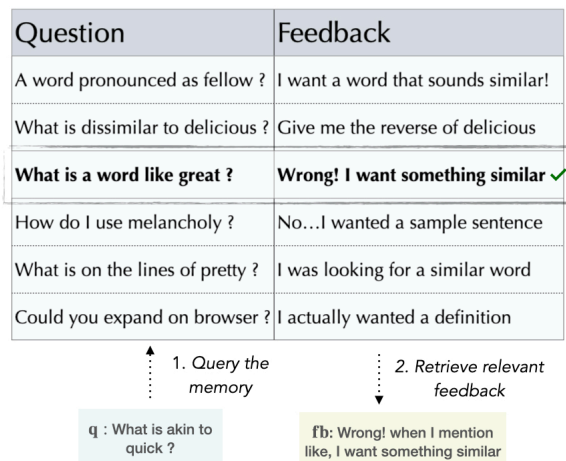 Question Feedback
A word pronounced as fellow ? I want a word that sounds similar!
What is dissimilar to delicious ? Give me the reverse of delicious
What is a word like great ? Wrong! I want something similar ✓
How do I use melancholy ? No...I wanted a sample sentence
What is on the lines of pretty ? I was looking for a similar word
Could you expand on browser ? I actually wanted a definition
1. Query the
memory
2. Retrieve relevant
feedback
q : What is akin to
quick ?
fb: Wrong! when I mention
like, I want something similar